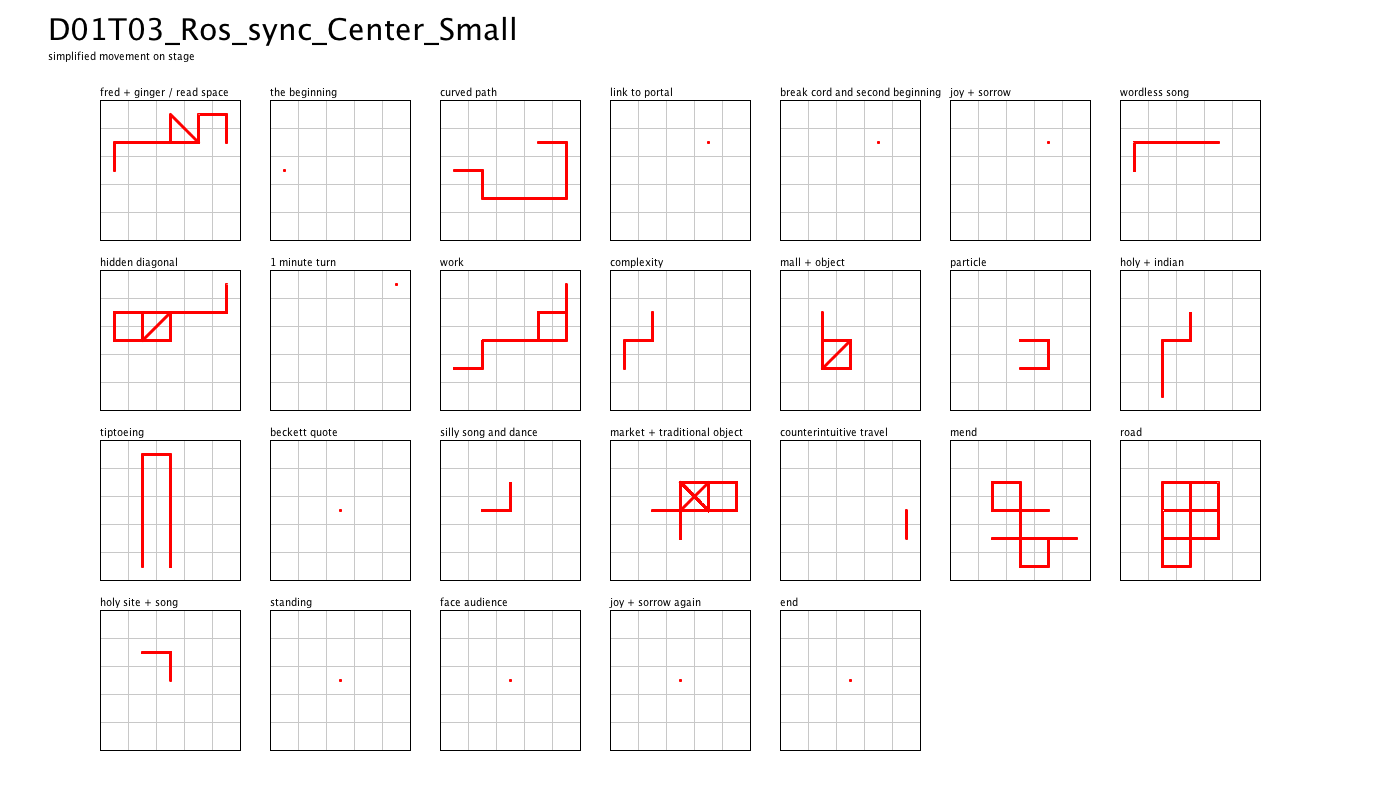 D01T03_Ros_sync_Center_Small
simplified movement on stage
fred + ginger / read space
the beginning
curved path
link to portal
break cord and second beginning
joy + sorrow
wordless song
hidden diagonal
1 minute turn
work
complexity
mall + object
particle
holy + indian
tiptoeing
beckett quote
silly song and dance
market + traditional object
counterintuitive travel
mend
road
holy site + song
standing
face audience
joy + sorrow again
end